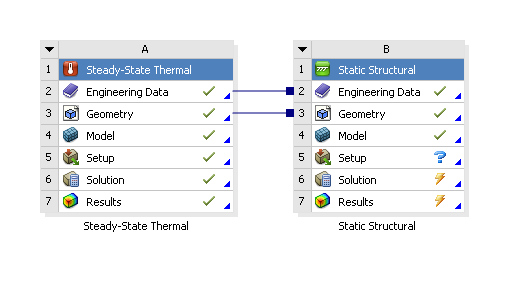 A
1 Steady-State Thermal
2 Engineering Data
3 Geometry
4 Model
5 Setup
6 Solution
7 Results
Steady-State Thermal
B
1 Static Structural
2 Engineering Data
3 Geometry
4 Model
5 Setup
6 Solution
7 Results
Static Structural